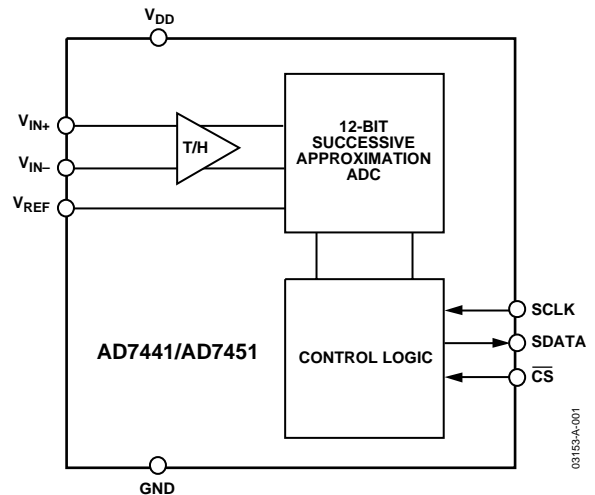 VDD
VIN+
VIN–
VREF
T/H
12-BIT
SUCCESSIVE
APPROXIMATION
ADC
AD7441/AD7451
CONTROL LOGIC
SCLK
SDATA
CS
GND
03153-A-001